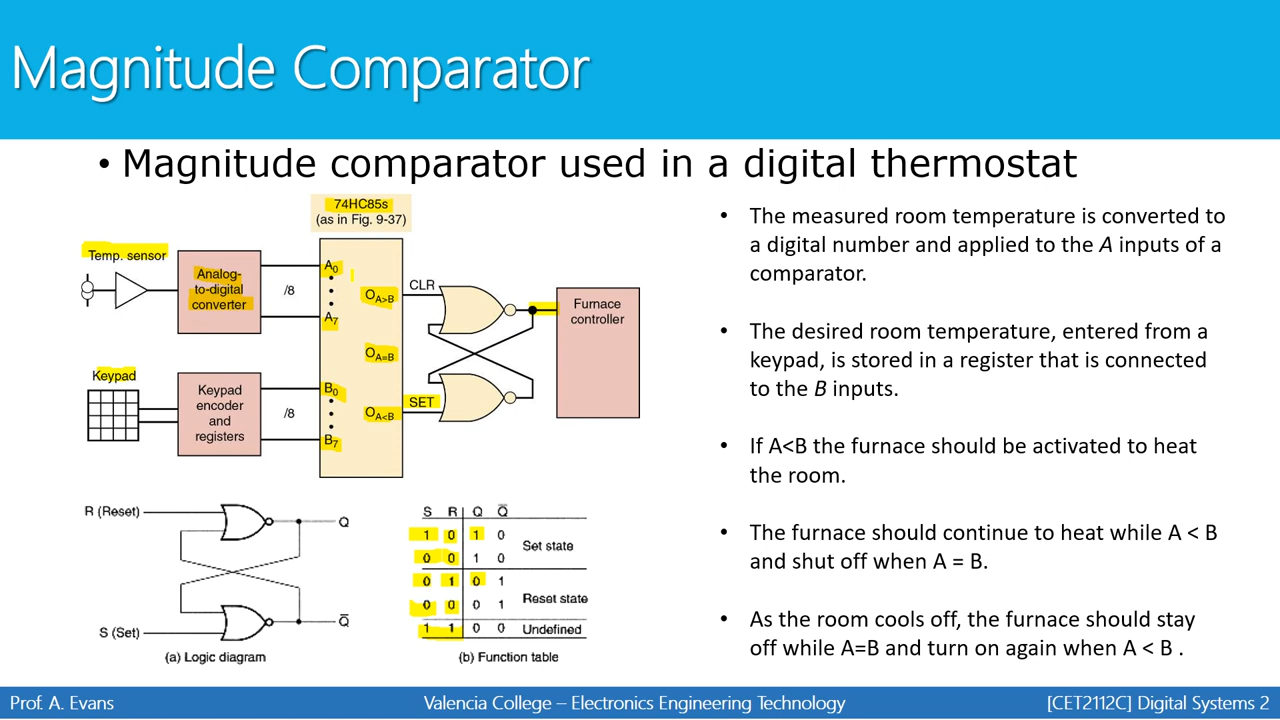 Magnitude Comparator
• Magnitude comparator used in a digital thermostat
74HC85s
(as in Fig. 9-37)
Temp. sensor
Analog-
to-digital
converter
/8
A0
A7
OA>B
OA=B
OA<B
CLR
SET
Furnace
controller
Keypad
Keypad
encoder
and
registers
/8
B0
B7
R (Reset)
Q
S (Set)
Q̅
(a) Logic diagram
S R Q Q̅
1 0 1 0
0 0 1 0
Set state
0 1 0 1
0 0 0 1
Reset state
1 1 0 0 Undefined
(b) Function table
• The measured room temperature is converted to
a digital number and applied to the A inputs of a
comparator.
• The desired room temperature, entered from a
keypad, is stored in a register that is connected
to the B inputs.
• If A<B the furnace should be activated to heat
the room.
• The furnace should continue to heat while A < B
and shut off when A = B.
• As the room cools off, the furnace should stay
off while A=B and turn on again when A < B .
Prof. A. Evans
Valencia College – Electronics Engineering Technology
[CET2112C] Digital Systems 2